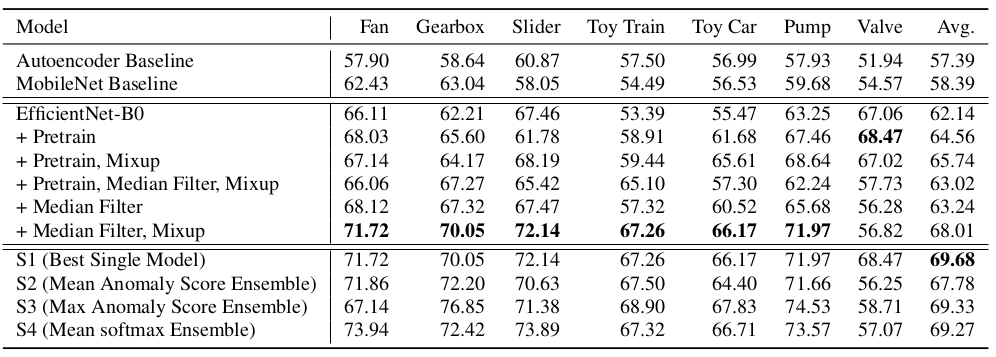 Model Fan Gearbox Slider Toy Train Toy Car Pump Valve Avg.
Autoencoder Baseline 57.90 58.64 60.87 57.50 56.99 57.93 51.94 57.39
MobileNet Baseline 62.43 63.04 58.05 54.49 56.53 59.68 54.57 58.39
EfficientNet-B0 66.11 62.21 67.46 53.39 55.47 63.25 67.06 62.14
+ Pretrain 68.03 65.60 61.78 58.91 61.68 67.46 68.47 64.56
+ Pretrain, Mixup 67.14 64.17 68.19 59.44 65.61 68.64 67.02 65.74
+ Pretrain, Median Filter, Mixup 66.06 67.27 65.42 65.10 57.30 62.24 57.73 63.02
+ Median Filter 68.12 67.32 67.47 57.32 60.52 65.68 56.28 63.24
+ Median Filter, Mixup 71.72 70.05 72.14 67.26 66.17 71.97 56.82 68.01
S1 (Best Single Model) 71.72 70.05 72.14 67.26 66.17 71.97 68.47 69.68
S2 (Mean Anomaly Score Ensemble) 71.86 72.20 70.63 67.50 64.40 71.66 56.25 67.78
S3 (Max Anomaly Score Ensemble) 67.14 76.85 71.38 68.90 67.83 74.53 58.71 69.33
S4 (Mean softmax Ensemble) 73.94 72.42 73.89 67.32 66.71 73.57 57.07 69.27